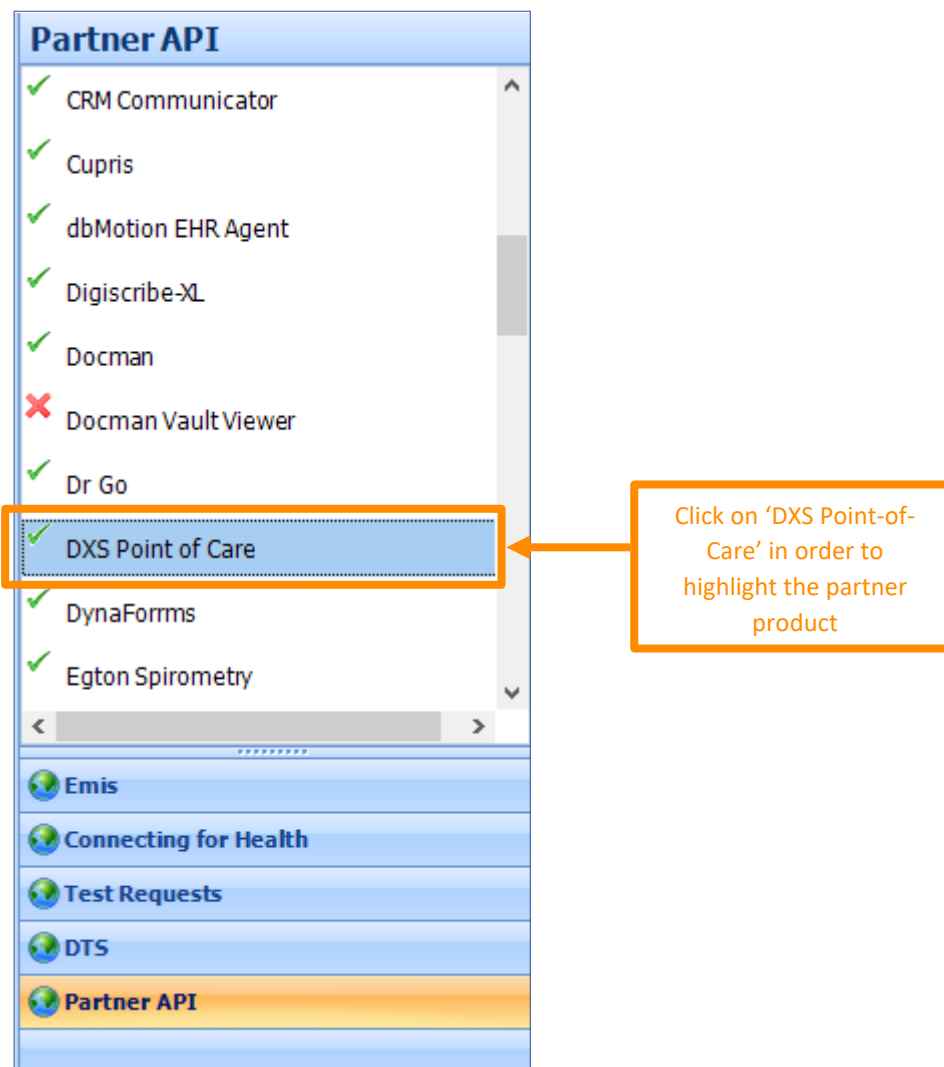 Partner API
CRM Communicator
Cupris
dbMotion EHR Agent
Digiscribe-XL
Docman
Docman Vault Viewer
Dr Go
DXS Point of Care
DynaForrms
Egton Spirometry
Emis
Connecting for Health
Test Requests
DTS
Partner API
Click on ‘DXS Point-of-
Care’ in order to
highlight the partner
product